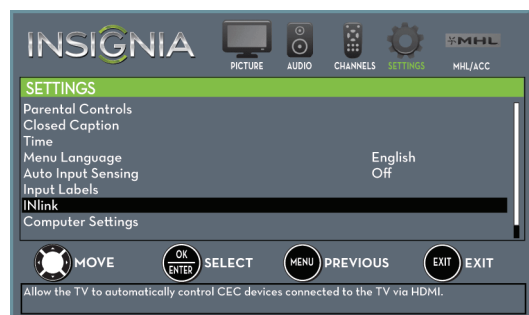 INSIGNIA
PICTURE AUDIO CHANNELS SETTINGS MHL MHL/ACC
SETTINGS
Parental Controls
Closed Caption
Time
Menu Language English
Auto Input Sensing Off
Input Labels
INlink
Computer Settings
MOVE OK ENTER SELECT MENU PREVIOUS EXIT EXIT
Allow the TV to automatically control CEC devices connected to the TV via HDMI.